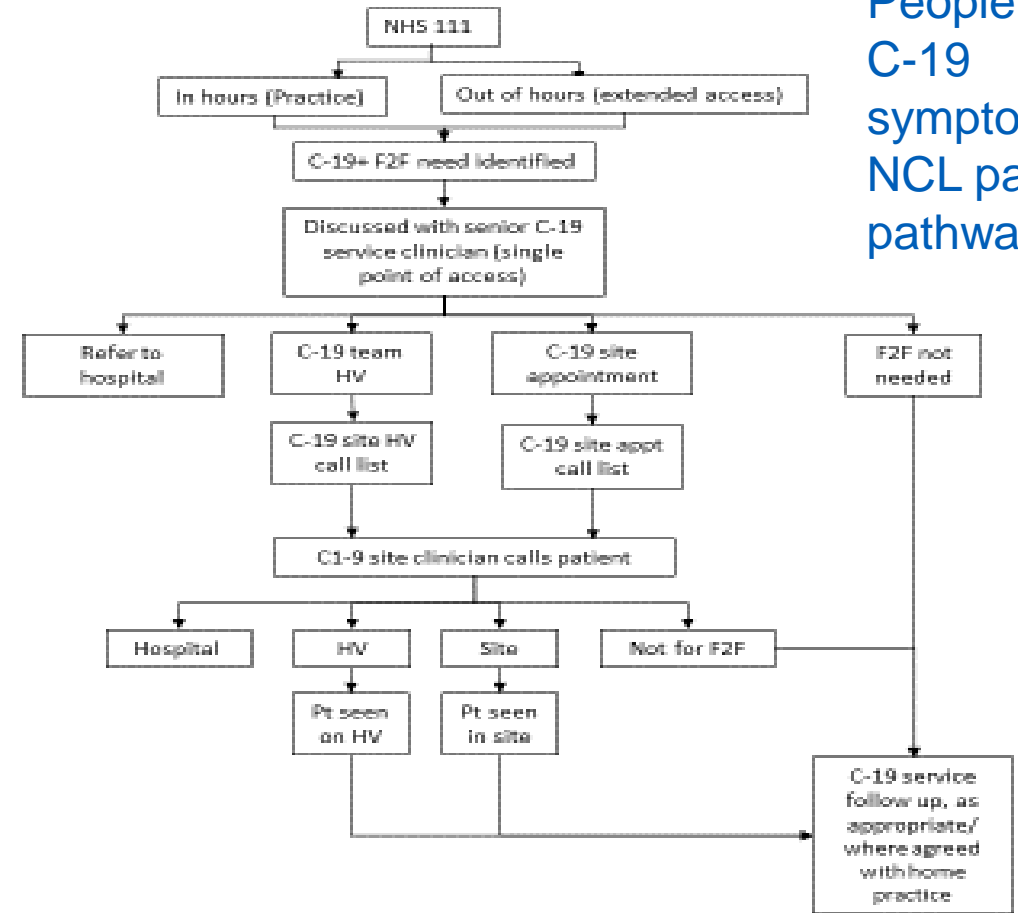 People
C-19
NCL
NHS 111
In hours (Practice)
Out of hours (extended access)
C-19+ F2F need identified
Discussed with senior C-19
service clinician (single
point of access)
Refer to
hospital
C-19 team
HV
C-19 site
appointment
F2F not
needed
C-19 site HV
call list
C-19 site appt
call list
C1-9 site clinician calls patient
Hospital
HV
Site
Not for F2F
Pt seen
on HV
Pt seen
in site
C-19 service
follow up, as
appropriate/
where agreed
with home
practice